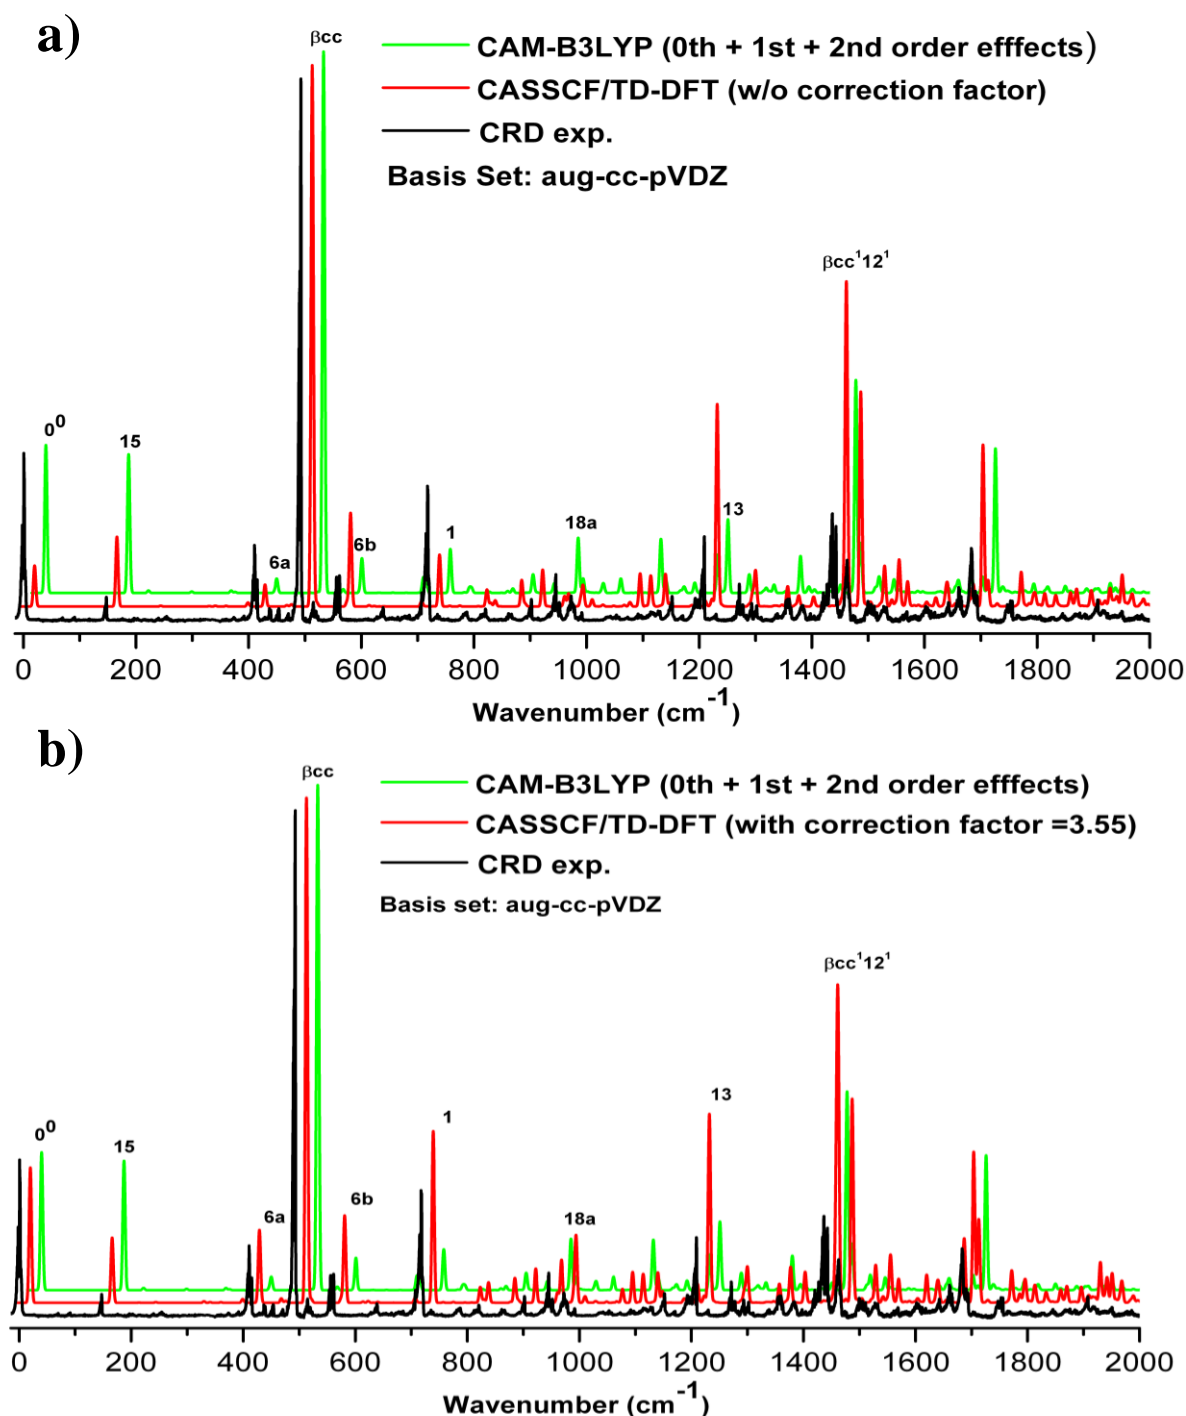 a)
βcc
CAM-B3LYP (0th + 1st + 2nd order efffects)
CASSCF/TD-DFT (w/o correction factor)
CRD exp.
Basis Set: aug-cc-pVDZ
βcc¹12¹
0⁰
15
6a
6b
1
18a
13
0 200 400 600 800 1000 1200 1400 1600 1800 2000
Wavenumber (cm⁻¹)
b)
βcc
CAM-B3LYP (0th + 1st + 2nd order efffects)
CASSCF/TD-DFT (with correction factor =3.55)
CRD exp.
Basis set: aug-cc-pVDZ
βcc¹12¹
0⁰
15
6a
6b
1
18a
13
0 200 400 600 800 1000 1200 1400 1600 1800 2000
Wavenumber (cm⁻¹)